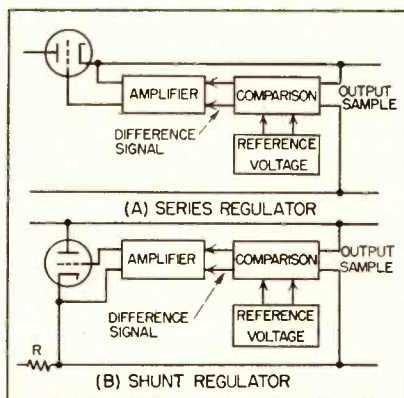 AMPLIFIER
COMPARISON
OUTPUT
SAMPLE
DIFFERENCE
SIGNAL
REFERENCE
VOLTAGE
(A) SERIES REGULATOR
AMPLIFIER
COMPARISON
OUTPUT
SAMPLE
DIFFERENCE
SIGNAL
REFERENCE
VOLTAGE
R
(B) SHUNT REGULATOR